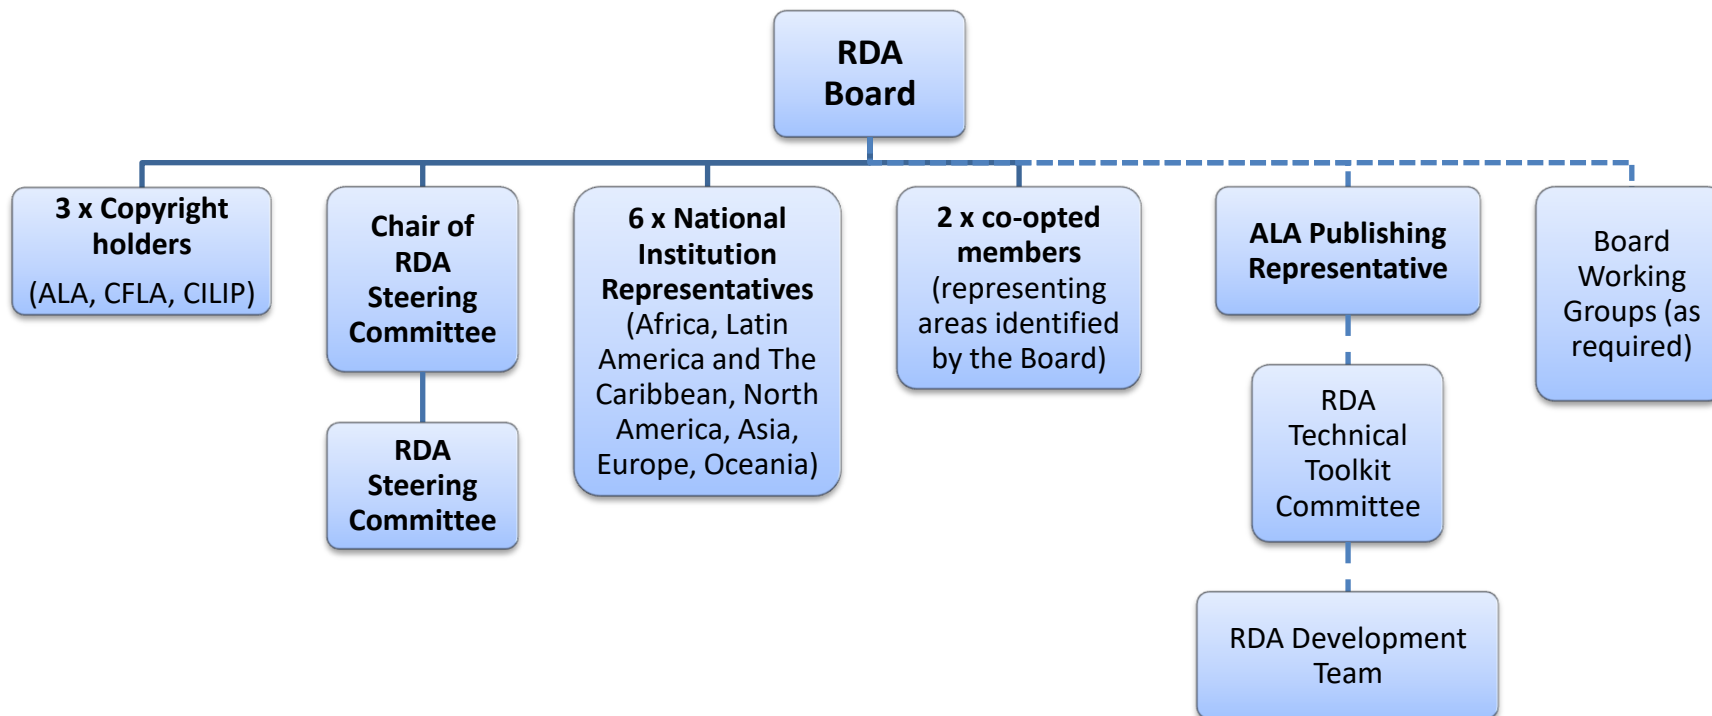 RDA
Board
3 x Copyright
holders
(ALA, CFLA, CILIP)
Chair of
RDA
Steering
Committee
RDA
Steering
Committee
6 x National
Institution
Representatives
(Africa, Latin
America and The
Caribbean, North
America, Asia,
Europe, Oceania)
2 x co-opted
members
(representing
areas identified
by the Board)
ALA Publishing
Representative
RDA
Technical
Toolkit
Committee
RDA Development
Team
Board
Working
Groups (as
required)